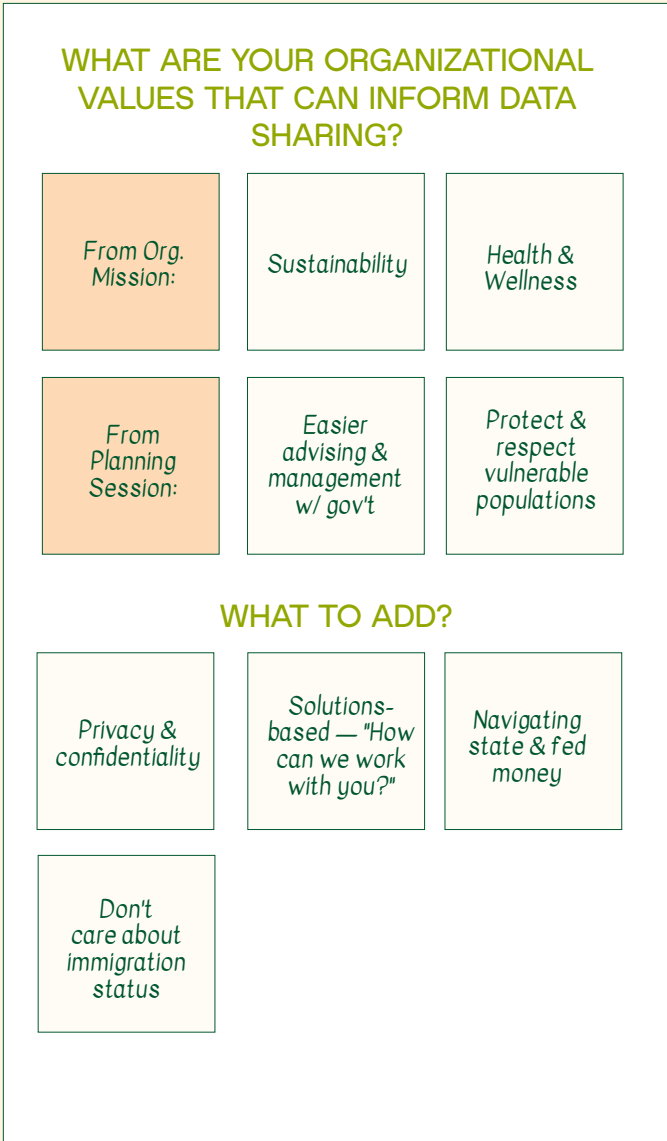 WHAT ARE YOUR ORGANIZATIONAL
VALUES THAT CAN INFORM DATA
SHARING?
From Org.
Mission:
Sustainability
Health &
Wellness
From
Planning
Session:
Easier
advising &
management
w/ gov't
Protect &
respect
vulnerable
populations
WHAT TO ADD?
Privacy &
confidentiality
Solutions-
based — "How
can we work
with you?"
Navigating
state & fed
money
Don't
care about
immigration
status